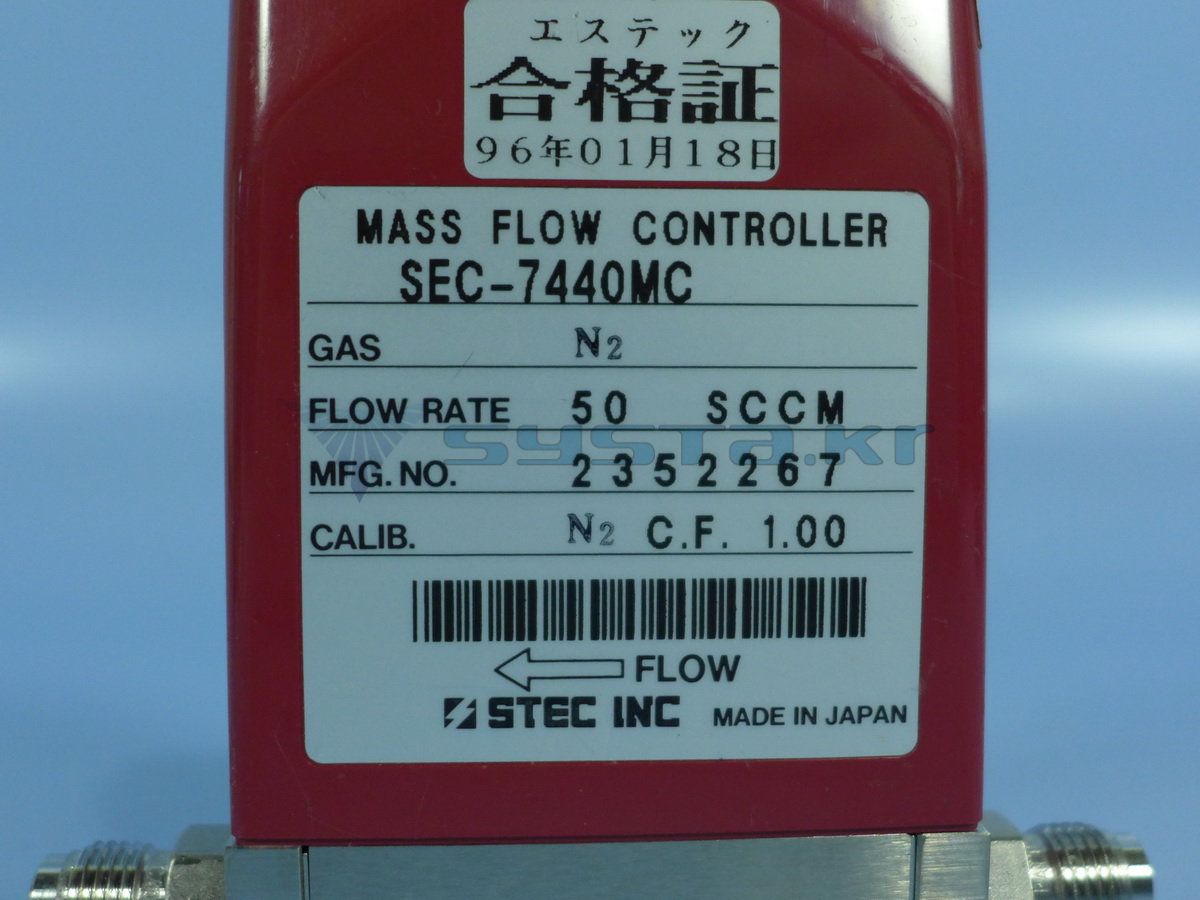 エステック
合格証
96年01月18日
MASS FLOW CONTROLLER
SEC-7440MC
GAS N2
FLOW RATE 50 SCCM
systa.kr
MFG. NO. 2352267
CALIB. N2 C.F. 1.00
FLOW
STEC INC MADE IN JAPAN